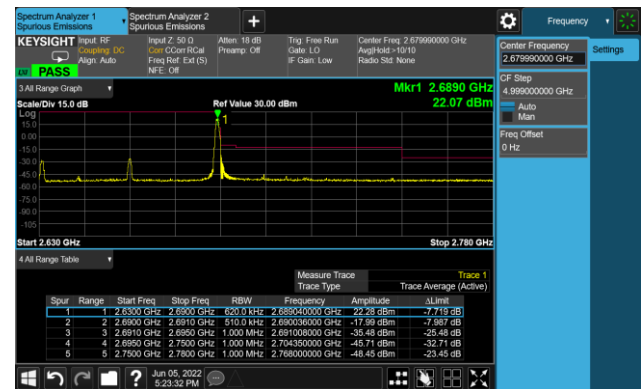 Spectrum Analyzer 1
Spurious Emissions
Spectrum Analyzer 2
Spurious Emissions
+
Frequency
KEYSIGHT
Input: RF
Coupling: DC
Align: Auto
Input Z: 50 Ω
Corr CCorr RCal
Freq Ref: Ext (S)
NFE: Off
Atten: 18 dB
Preamp: Off
Trig: Free Run
Gate: LO
IF Gain: Low
Center Freq: 2.679990000 GHz
Avg|Hold:>10/10
Radio Std: None
PASS
Center Frequency
2.679990000 GHz
Settings
CF Step
4.999000000 GHz
Auto
Man
Freq Offset
0 Hz
3 All Range Graph
Mkr1 2.6890 GHz
22.07 dBm
Scale/Div 15.0 dB
Ref Value 30.00 dBm
Log
15.0
0.00
-15.0
-30.0
-45.0
-60.0
-75.0
-90.0
-105
1
Start 2.630 GHz
Stop 2.780 GHz
4 All Range Table
Measure Trace Trace 1
Trace Type Trace Average (Active)
Spur Range Start Freq Stop Freq RBW Frequency Amplitude ΔLimit
1 1 2.6300 GHz 2.6900 GHz 620.0 kHz 2.689040000 GHz 22.28 dBm -7.719 dB
2 2 2.6900 GHz 2.6910 GHz 510.0 kHz 2.690036000 GHz -17.99 dBm -7.987 dB
3 3 2.6910 GHz 2.6950 GHz 1.000 MHz 2.691008000 GHz -35.48 dBm -25.48 dB
4 4 2.6950 GHz 2.7500 GHz 1.000 MHz 2.704350000 GHz -45.71 dBm -32.71 dB
5 5 2.7500 GHz 2.7800 GHz 1.000 MHz 2.768000000 GHz -48.45 dBm -23.45 dB
?
Jun 05, 2022
5:23:32 PM